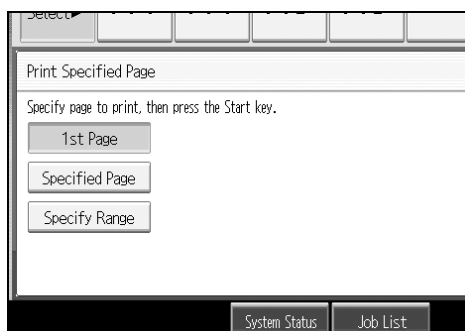 Select►
Print Specified Page
Specify page to print, then press the Start key.
1st Page
Specified Page
Specify Range
System Status
Job List